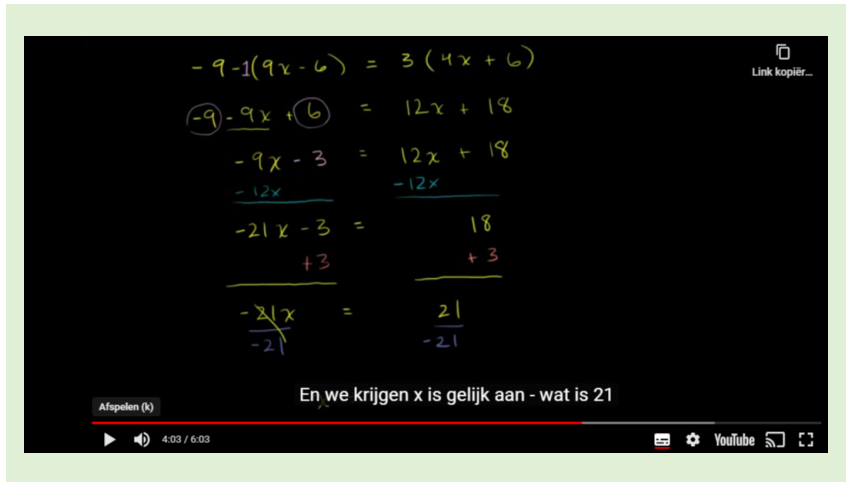 -9-1(9x-6) = 3(4x+6)
Link kopiër...
-9-9x+6 = 12x+18
-9x-3 = 12x+18
-12x -12x
-21x-3 = 18
+3 +3
-21x = 21
-21 -21
En we krijgen x is gelijk aan - wat is 21
Afspelen (k)
4:03 / 6:03 YouTube